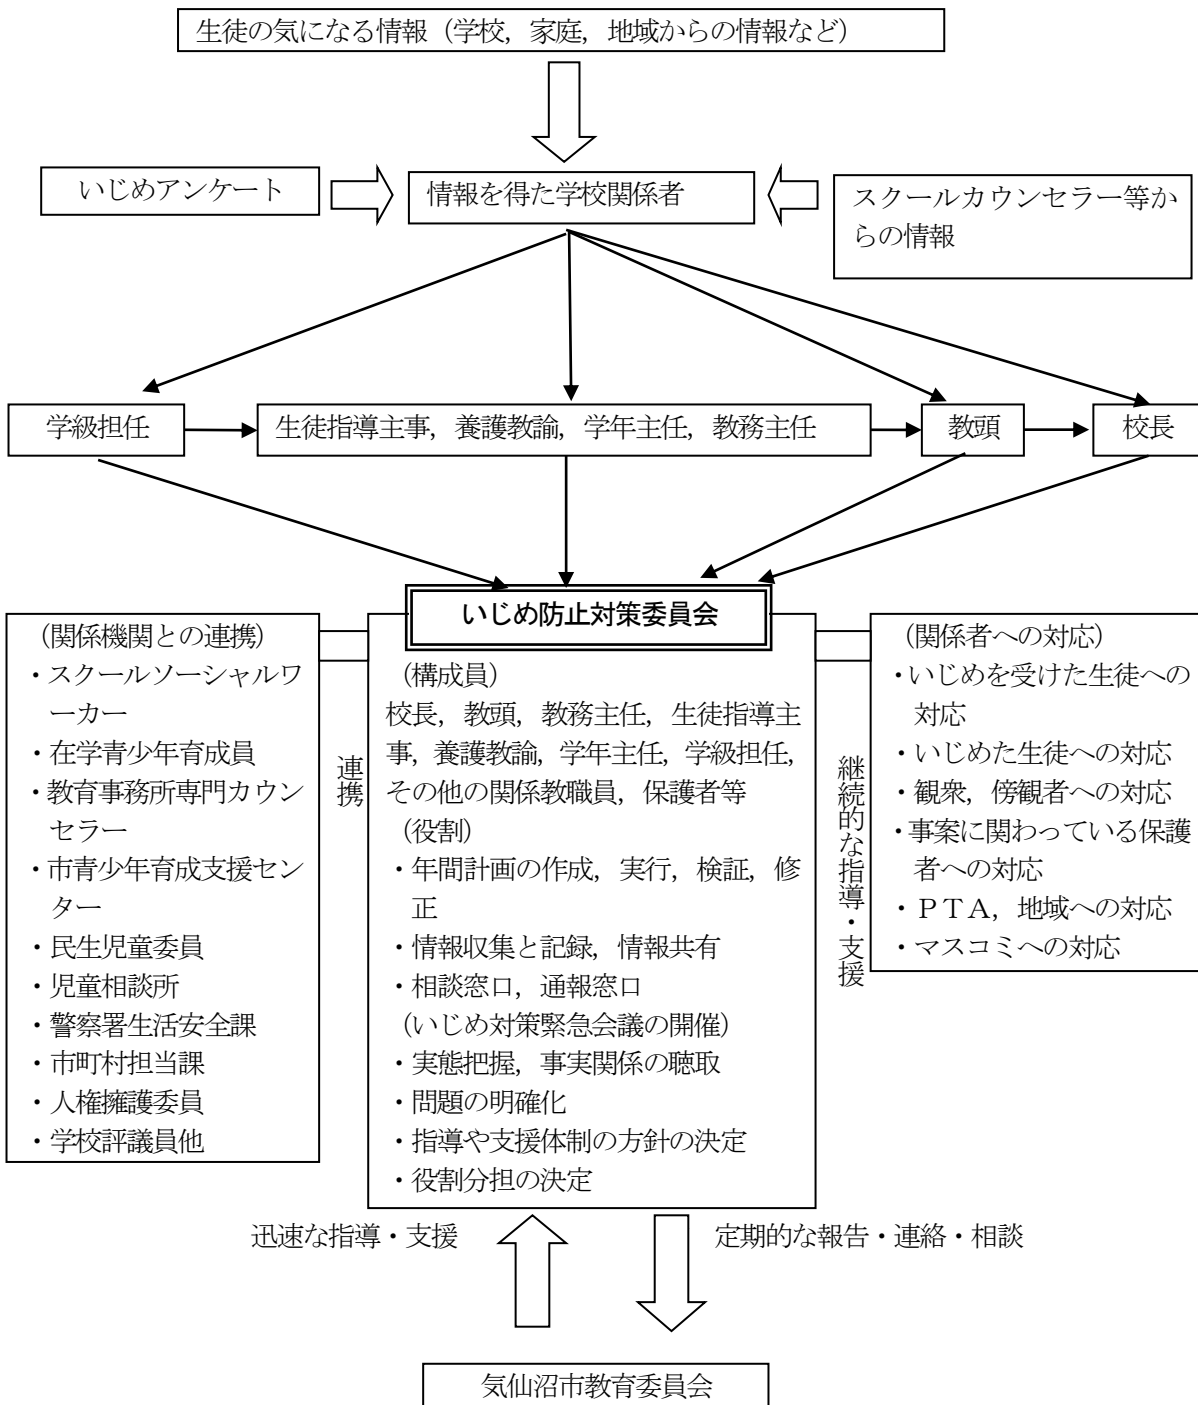 生徒の気になる情報（学校，家庭，地域からの情報など）
いじめアンケート
情報を得た学校関係者
スクールカウンセラー等か
らの情報
学級担任
生徒指導主事，養護教諭，学年主任，教務主任
教頭
校長
いじめ防止対策委員会
（関係機関との連携）
・スクールソーシャルワ
ーカー
・在学青少年育成員
・教育事務所専門カウン
セラー
・市青少年育成支援セン
ター
・民生児童委員
・児童相談所
・警察署生活安全課
・市町村担当課
・人権擁護委員
・学校評議員他
連携
（構成員）
校長，教頭，教務主任，生徒指導主
事，養護教諭，学年主任，学級担任，
その他の関係教職員，保護者等
（役割）
・年間計画の作成，実行，検証，修
正
・情報収集と記録，情報共有
・相談窓口，通報窓口
（いじめ対策緊急会議の開催）
・実態把握，事実関係の聴取
・問題の明確化
・指導や支援体制の方針の決定
・役割分担の決定
継続的な指導・支援
（関係者への対応）
・いじめを受けた生徒への
対応
・いじめた生徒への対応
・観衆，傍観者への対応
・事案に関わっている保護
者への対応
・ＰＴＡ，地域への対応
・マスコミへの対応
迅速な指導・支援
定期的な報告・連絡・相談
気仙沼市教育委員会